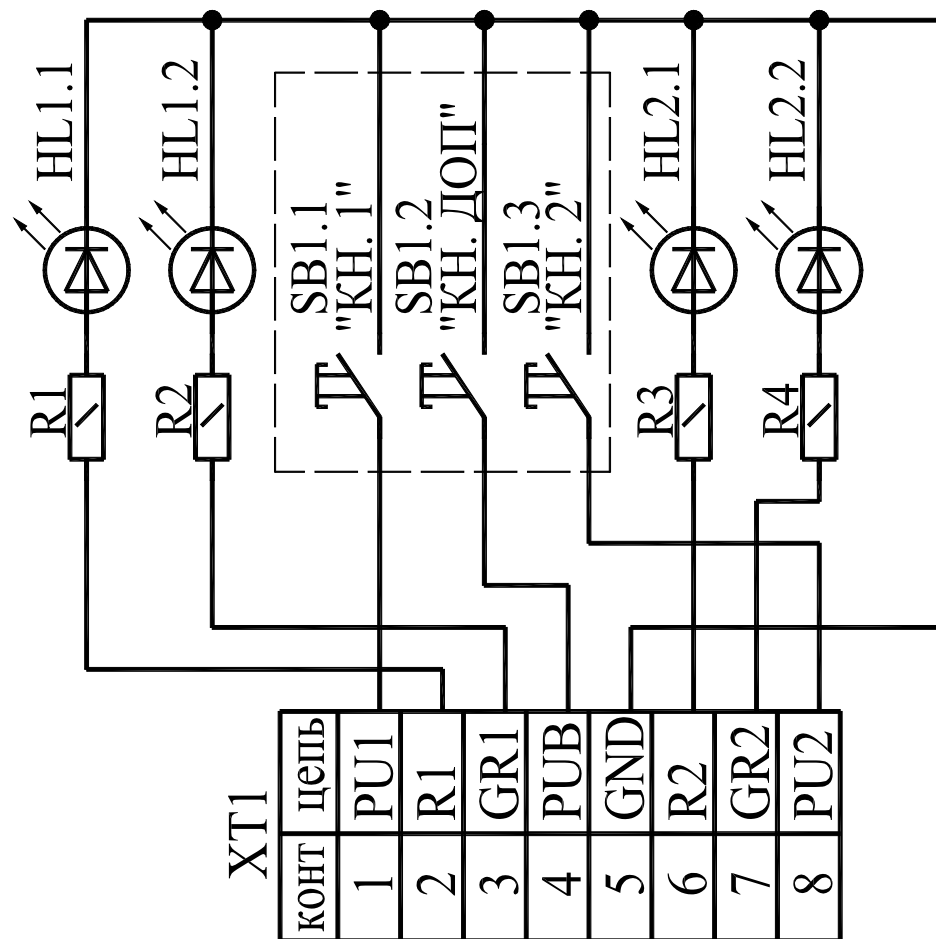 HL1.1
HL1.2
SB1.1
"КН. 1"
SB1.2
"КН. ДОП"
SB1.3
"КН. 2"
HL2.1
HL2.2
R1
R2
R3
R4
XT1
цепь
PU1
R1
GR1
PUB
GND
R2
GR2
PU2
конт
1
2
3
4
5
6
7
8